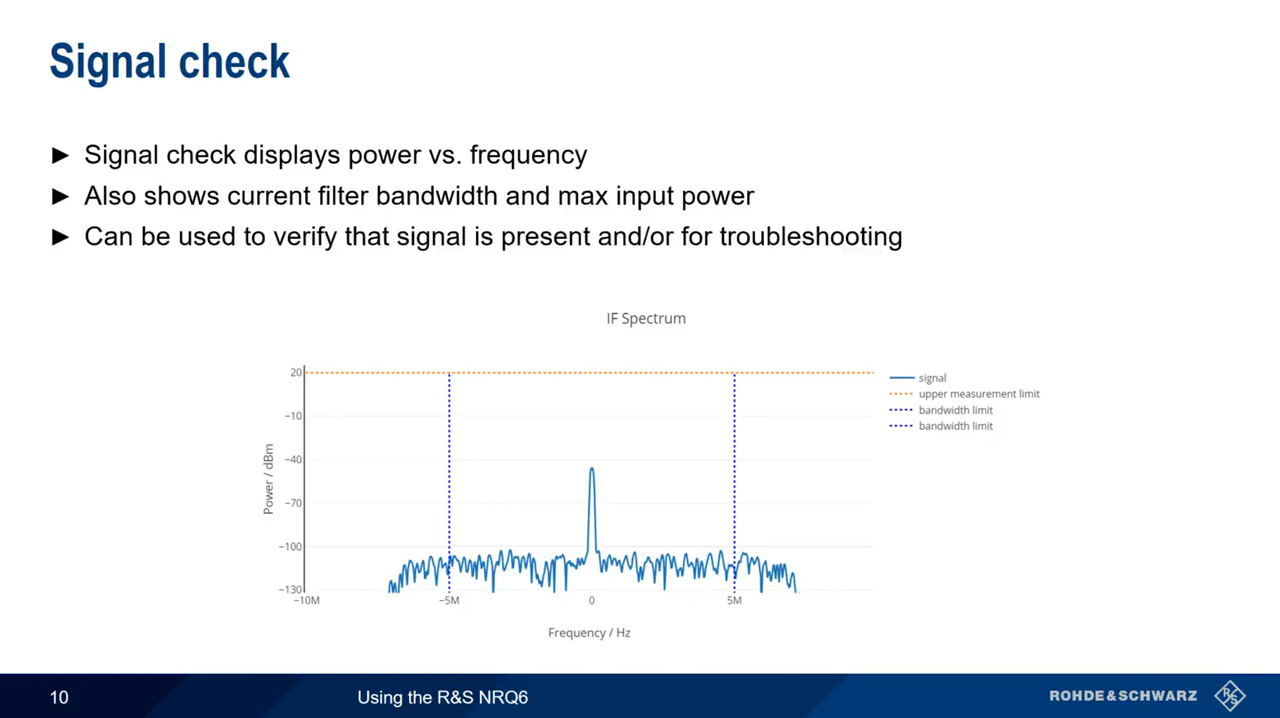 Signal check
► Signal check displays power vs. frequency
► Also shows current filter bandwidth and max input power
► Can be used to verify that signal is present and/or for troubleshooting
IF Spectrum
20
−10
−40
−70
−100
−130
Power / dBm
−10M
−5M
0
5M
Frequency / Hz
signal
upper measurement limit
bandwidth limit
bandwidth limit
10
Using the R&S NRQ6
ROHDE&SCHWARZ
R&S